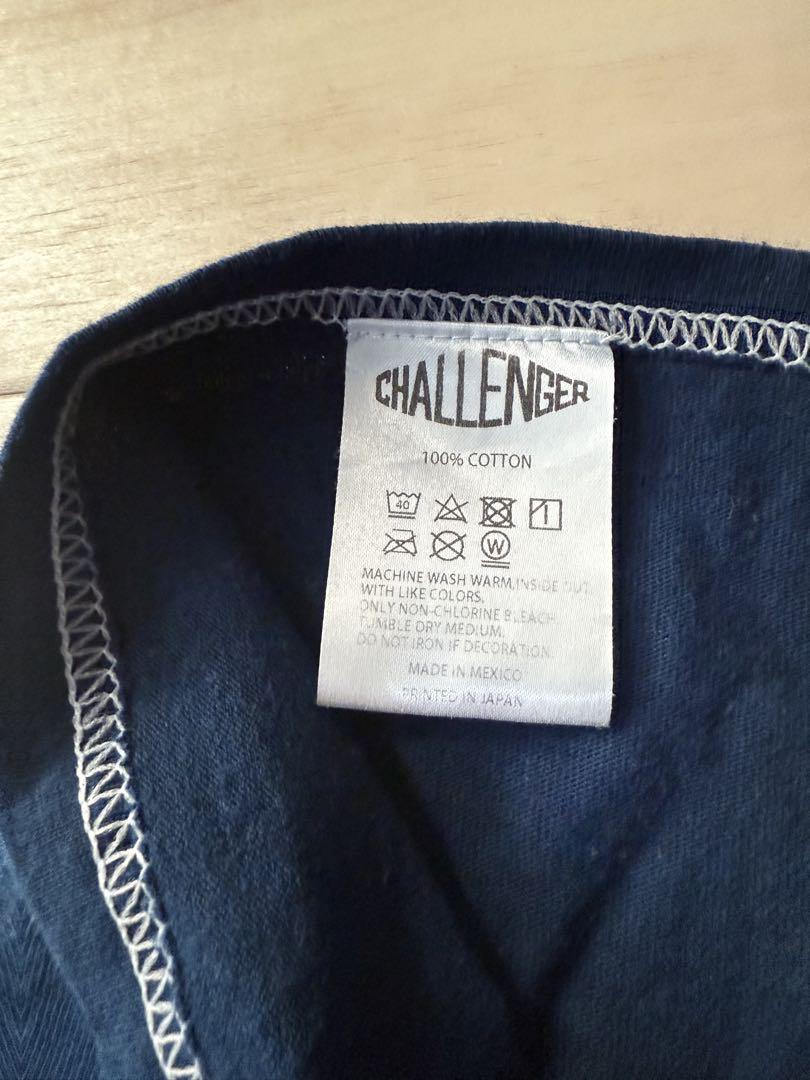 CHALLENGER
100% COTTON
40
W
MACHINE WASH WARM,INSIDE OUT
WITH LIKE COLORS.
ONLY NON-CHLORINE BLEACH
TUMBLE DRY MEDIUM.
DO NOT IRON IF DECORATION.
MADE IN MEXICO
PRINTED IN JAPAN